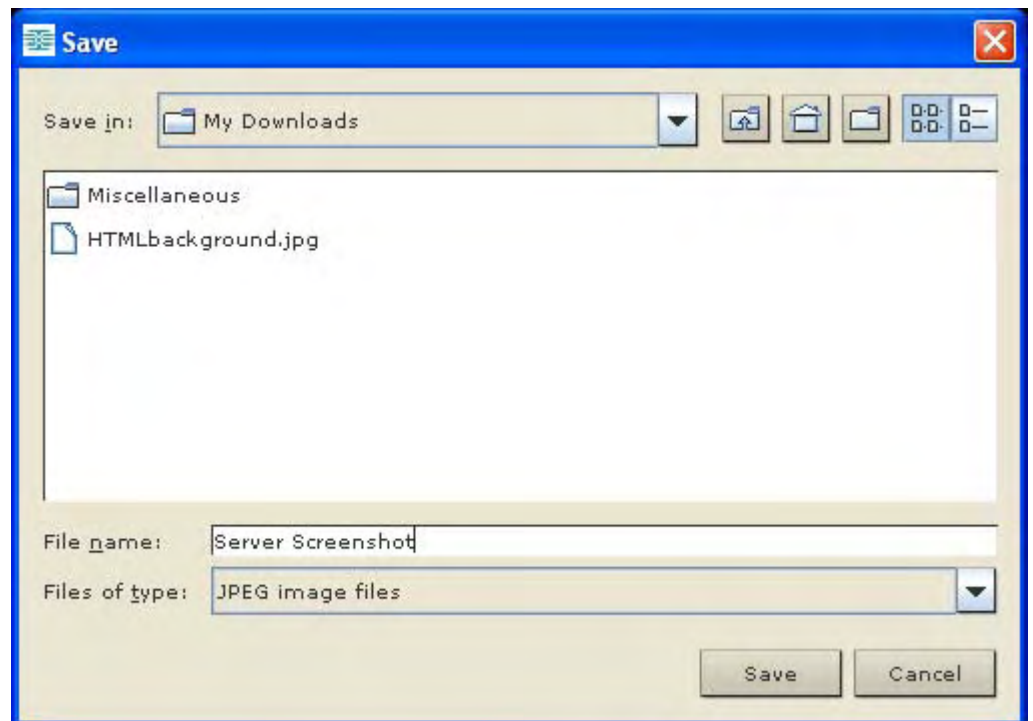 Save
Save in: My Downloads
Miscellaneous
HTMLbackground.jpg
File name: Server Screenshot
Files of type: JPEG image files
Save Cancel